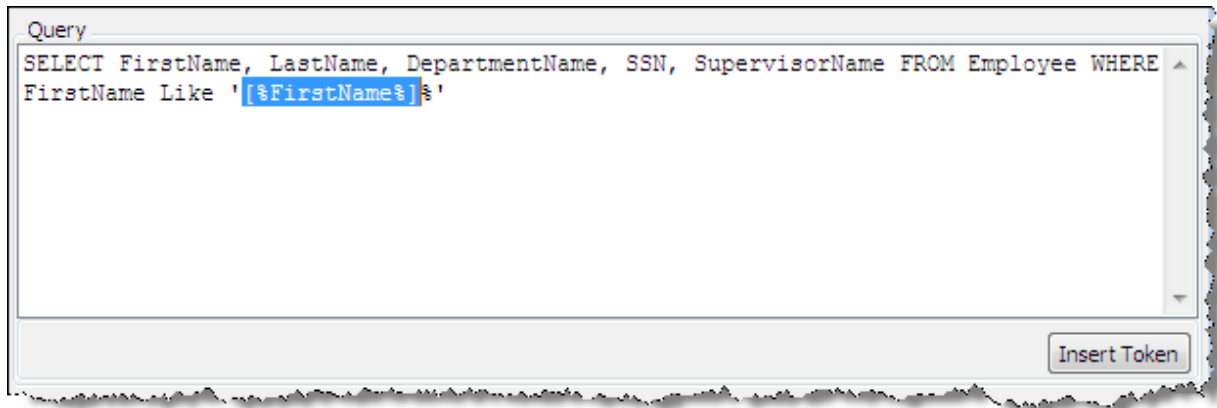 Query
SELECT FirstName, LastName, DepartmentName, SSN, SupervisorName FROM Employee WHERE
FirstName Like '[%FirstName%]%'
Insert Token